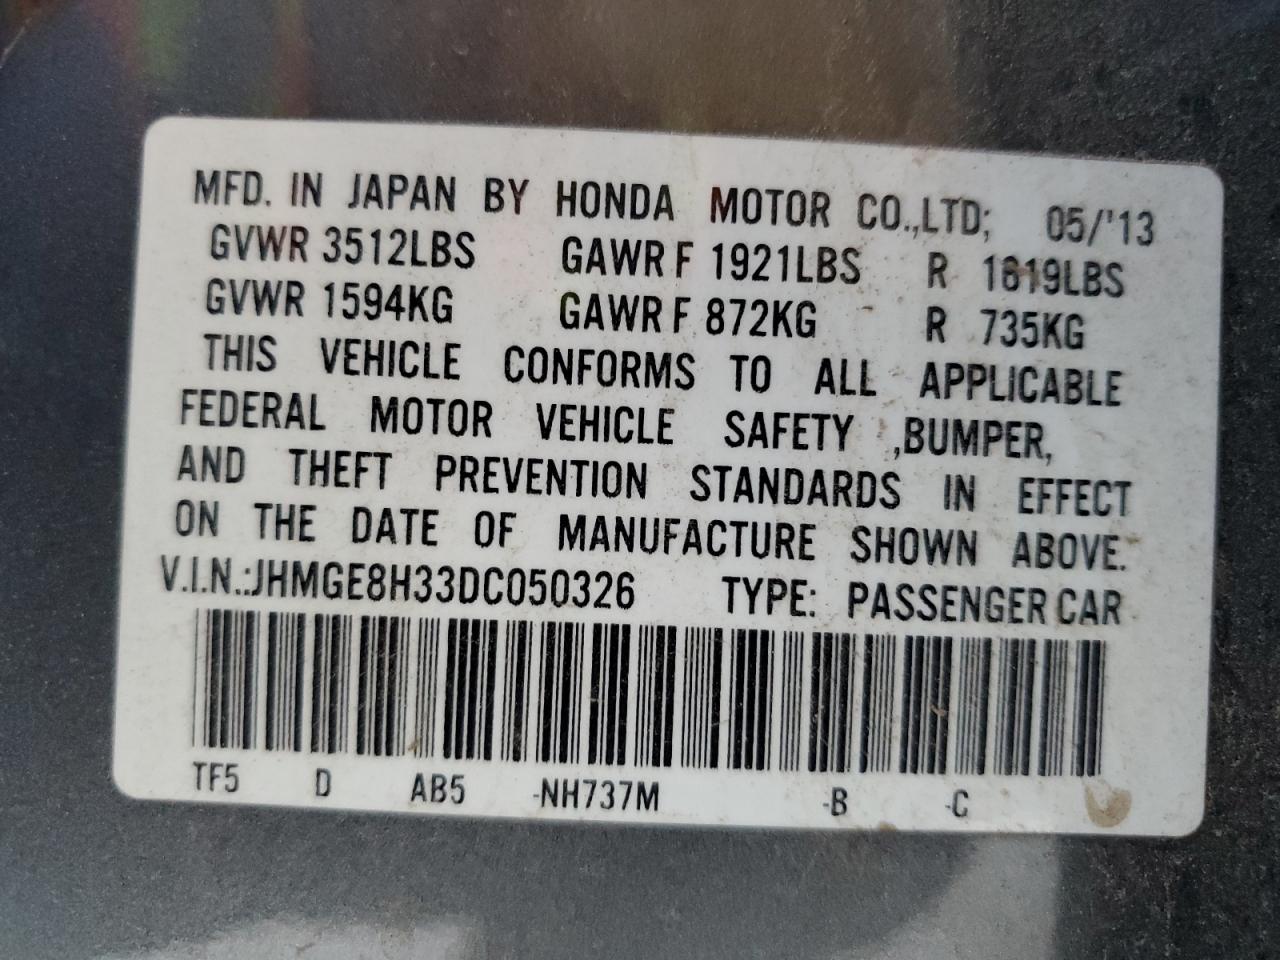 MFD. IN JAPAN BY HONDA MOTOR CO.,LTD; 05/'13
GVWR 3512LBS GAWR F 1921LBS R 1619LBS
GVWR 1594KG GAWR F 872KG R 735KG
THIS VEHICLE CONFORMS TO ALL APPLICABLE
FEDERAL MOTOR VEHICLE SAFETY ,BUMPER,
AND THEFT PREVENTION STANDARDS IN EFFECT
ON THE DATE OF MANUFACTURE SHOWN ABOVE.
V.I.N.:JHMGE8H33DC050326 TYPE: PASSENGER CAR
TF5 D AB5 -NH737M -B -C